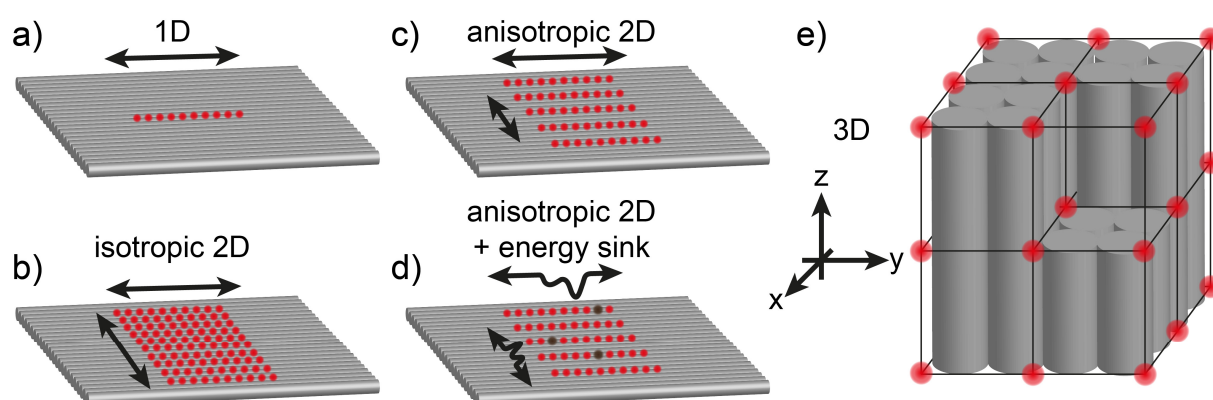 a)
1D
b)
isotropic 2D
c)
anisotropic 2D
d)
anisotropic 2D
+ energy sink
e)
3D
z
y
x